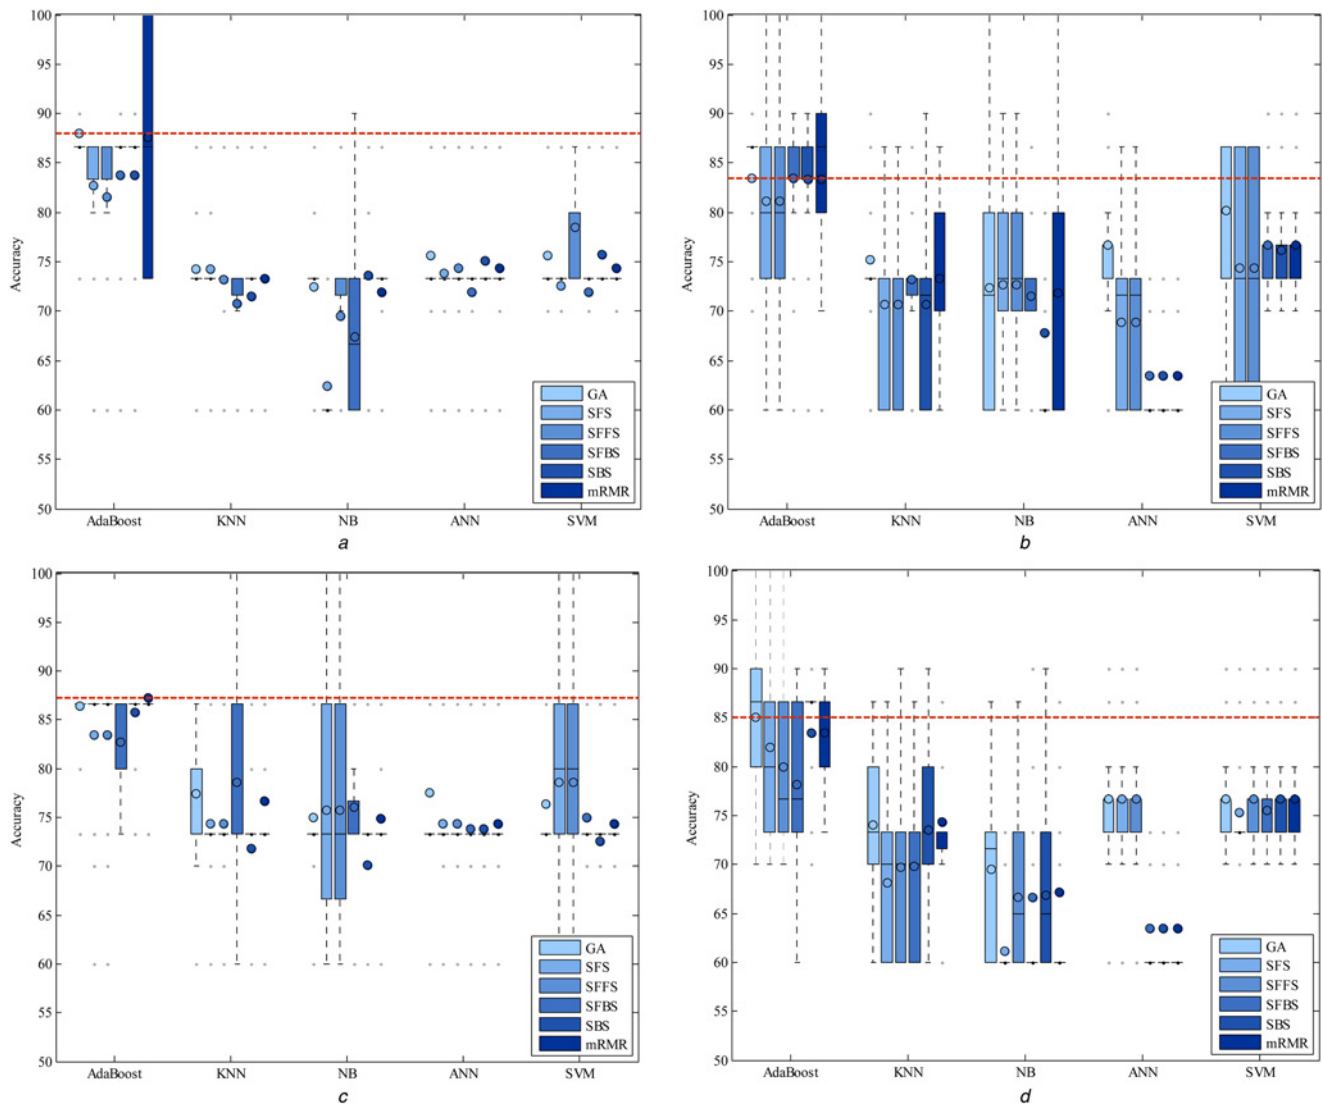 100
95
90
85
80
75
70
65
60
55
50
Accuracy
AdaBoost KNN NB ANN SVM
GA
SFS
SFFS
SFBS
SBS
mRMR
a
100
95
90
85
80
75
70
65
60
55
50
Accuracy
AdaBoost KNN NB ANN SVM
GA
SFS
SFFS
SFBS
SBS
mRMR
b
100
95
90
85
80
75
70
65
60
55
50
Accuracy
AdaBoost KNN NB ANN SVM
GA
SFS
SFFS
SFBS
SBS
mRMR
c
100
95
90
85
80
75
70
65
60
55
50
Accuracy
AdaBoost KNN NB ANN SVM
GA
SFS
SFFS
SFBS
SBS
mRMR
d